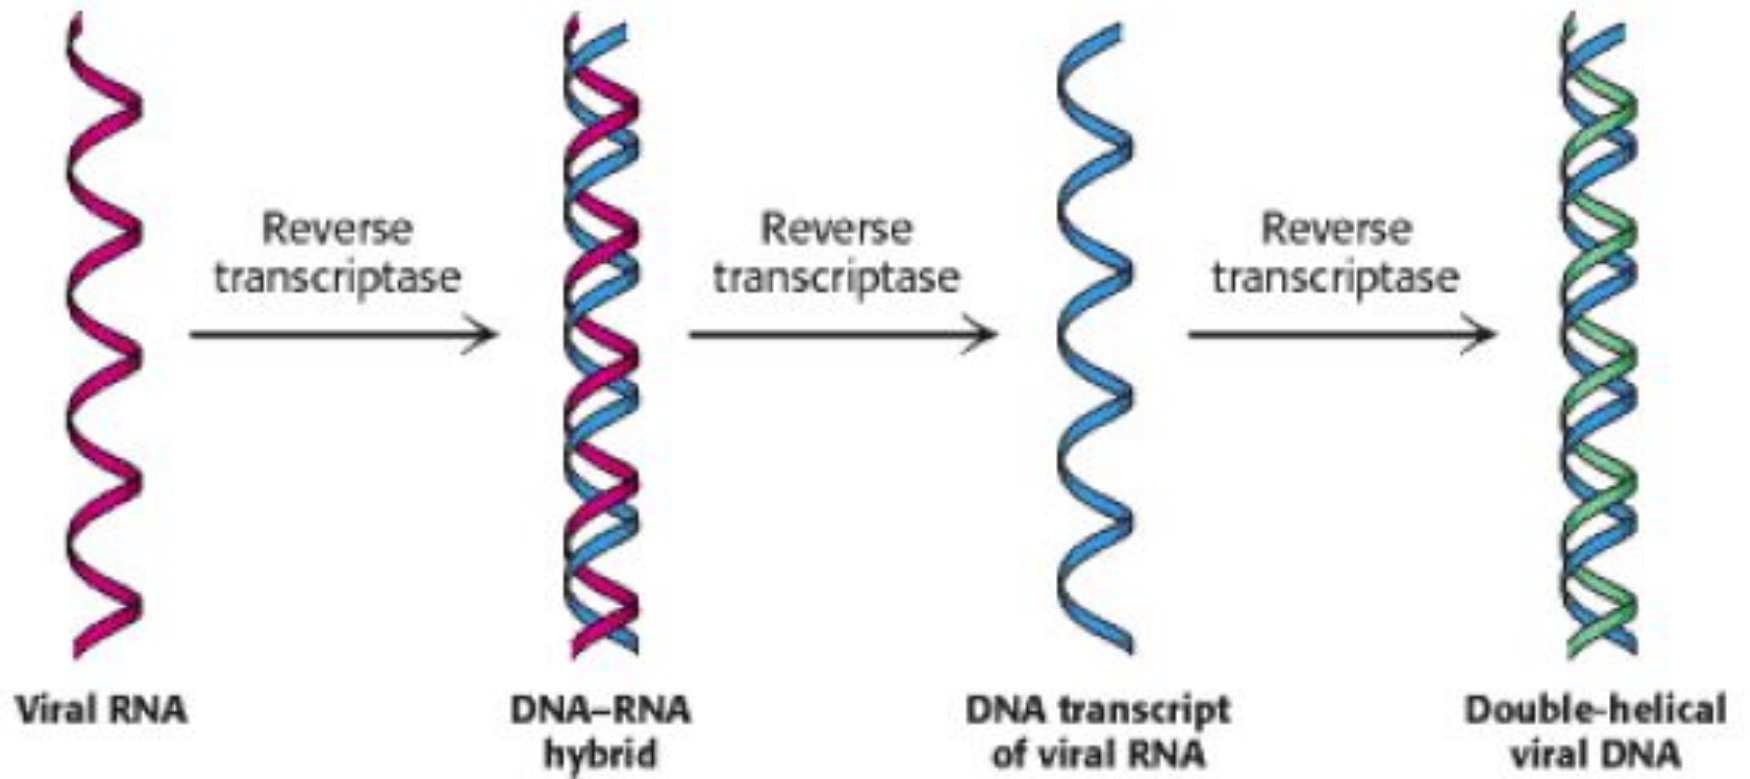 Reverse
transcriptase
Reverse
transcriptase
Reverse
transcriptase
Viral RNA
DNA–RNA
hybrid
DNA transcript
of viral RNA
Double-helical
viral DNA